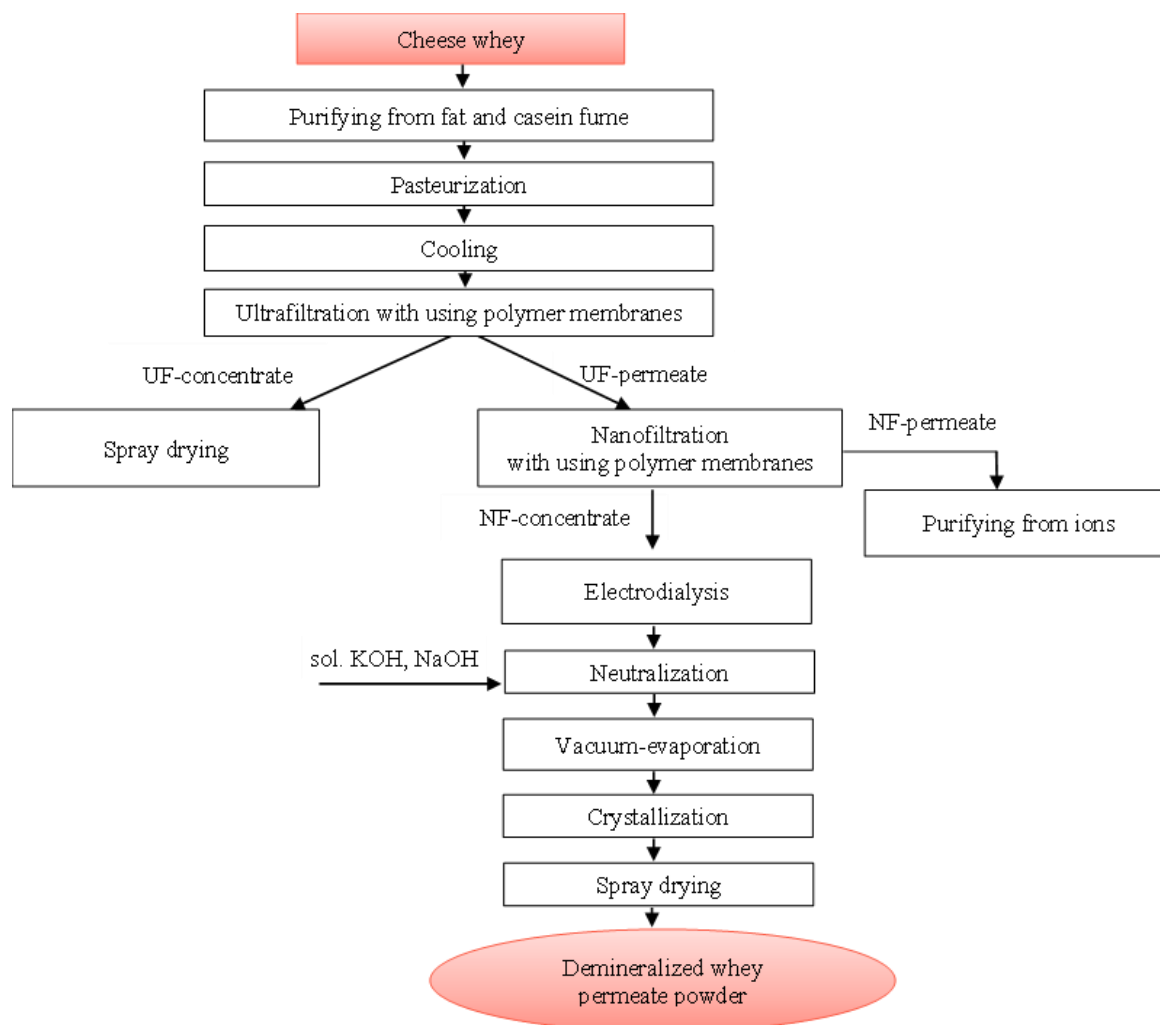 Cheese whey
Purifying from fat and casein fume
Pasteurization
Cooling
Ultrafiltration with using polymer membranes
UF-concentrate
UF-permeate
Spray drying
Nanofiltration
with using polymer membranes
NF-permeate
Purifying from ions
NF-concentrate
Electrodialysis
sol. KOH, NaOH
Neutralization
Vacuum-evaporation
Crystallization
Spray drying
Demineralized whey
permeate powder